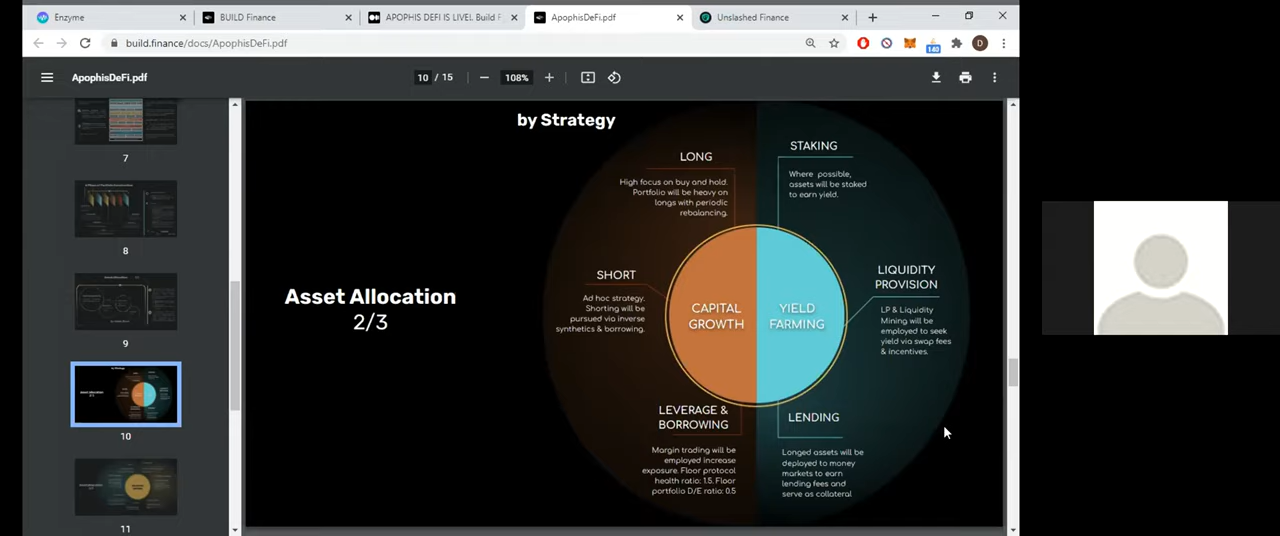 Enzyme
BUILD Finance
APOPHIS DEFI IS LIVE! Build F
ApophisDeFi.pdf
Unslashed Finance
build.finance/docs/ApophisDeFi.pdf
140
D
ApophisDeFi.pdf
10 / 15
108%
7
8
9
10
11
by Strategy
Asset Allocation
2/3
LONG
High focus on buy and hold.
Portfolio will be heavy on
longs with periodic
rebalancing.
SHORT
Ad hoc strategy.
Shorting will be
pursued via inverse
synthetics & borrowing.
LEVERAGE &
BORROWING
Margin trading will be
employed increase
exposure. Floor protocol
health ratio: 1.5. Floor
portfolio D/E ratio: 0.5
CAPITAL
GROWTH
YIELD
FARMING
STAKING
Where possible,
assets will be staked
to earn yield.
LIQUIDITY
PROVISION
LP & Liquidity
Mining will be
employed to seek
yield via swap fees
& incentives.
LENDING
Longed assets will be
deployed to money
markets to earn
lending fees and
serve as collateral